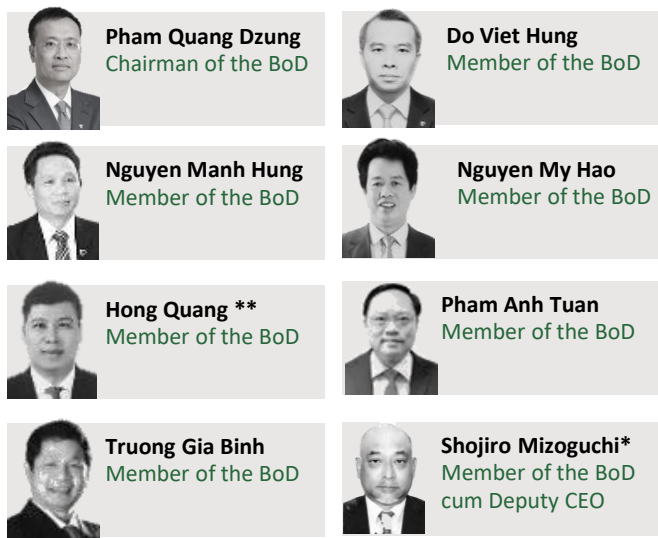 Pham Quang Dzung
Chairman of the BoD
Do Viet Hung
Member of the BoD
Nguyen Manh Hung
Member of the BoD
Nguyen My Hao
Member of the BoD
Hong Quang **
Member of the BoD
Pham Anh Tuan
Member of the BoD
Truong Gia Binh
Member of the BoD
Shojiro Mizoguchi*
Member of the BoD
cum Deputy CEO